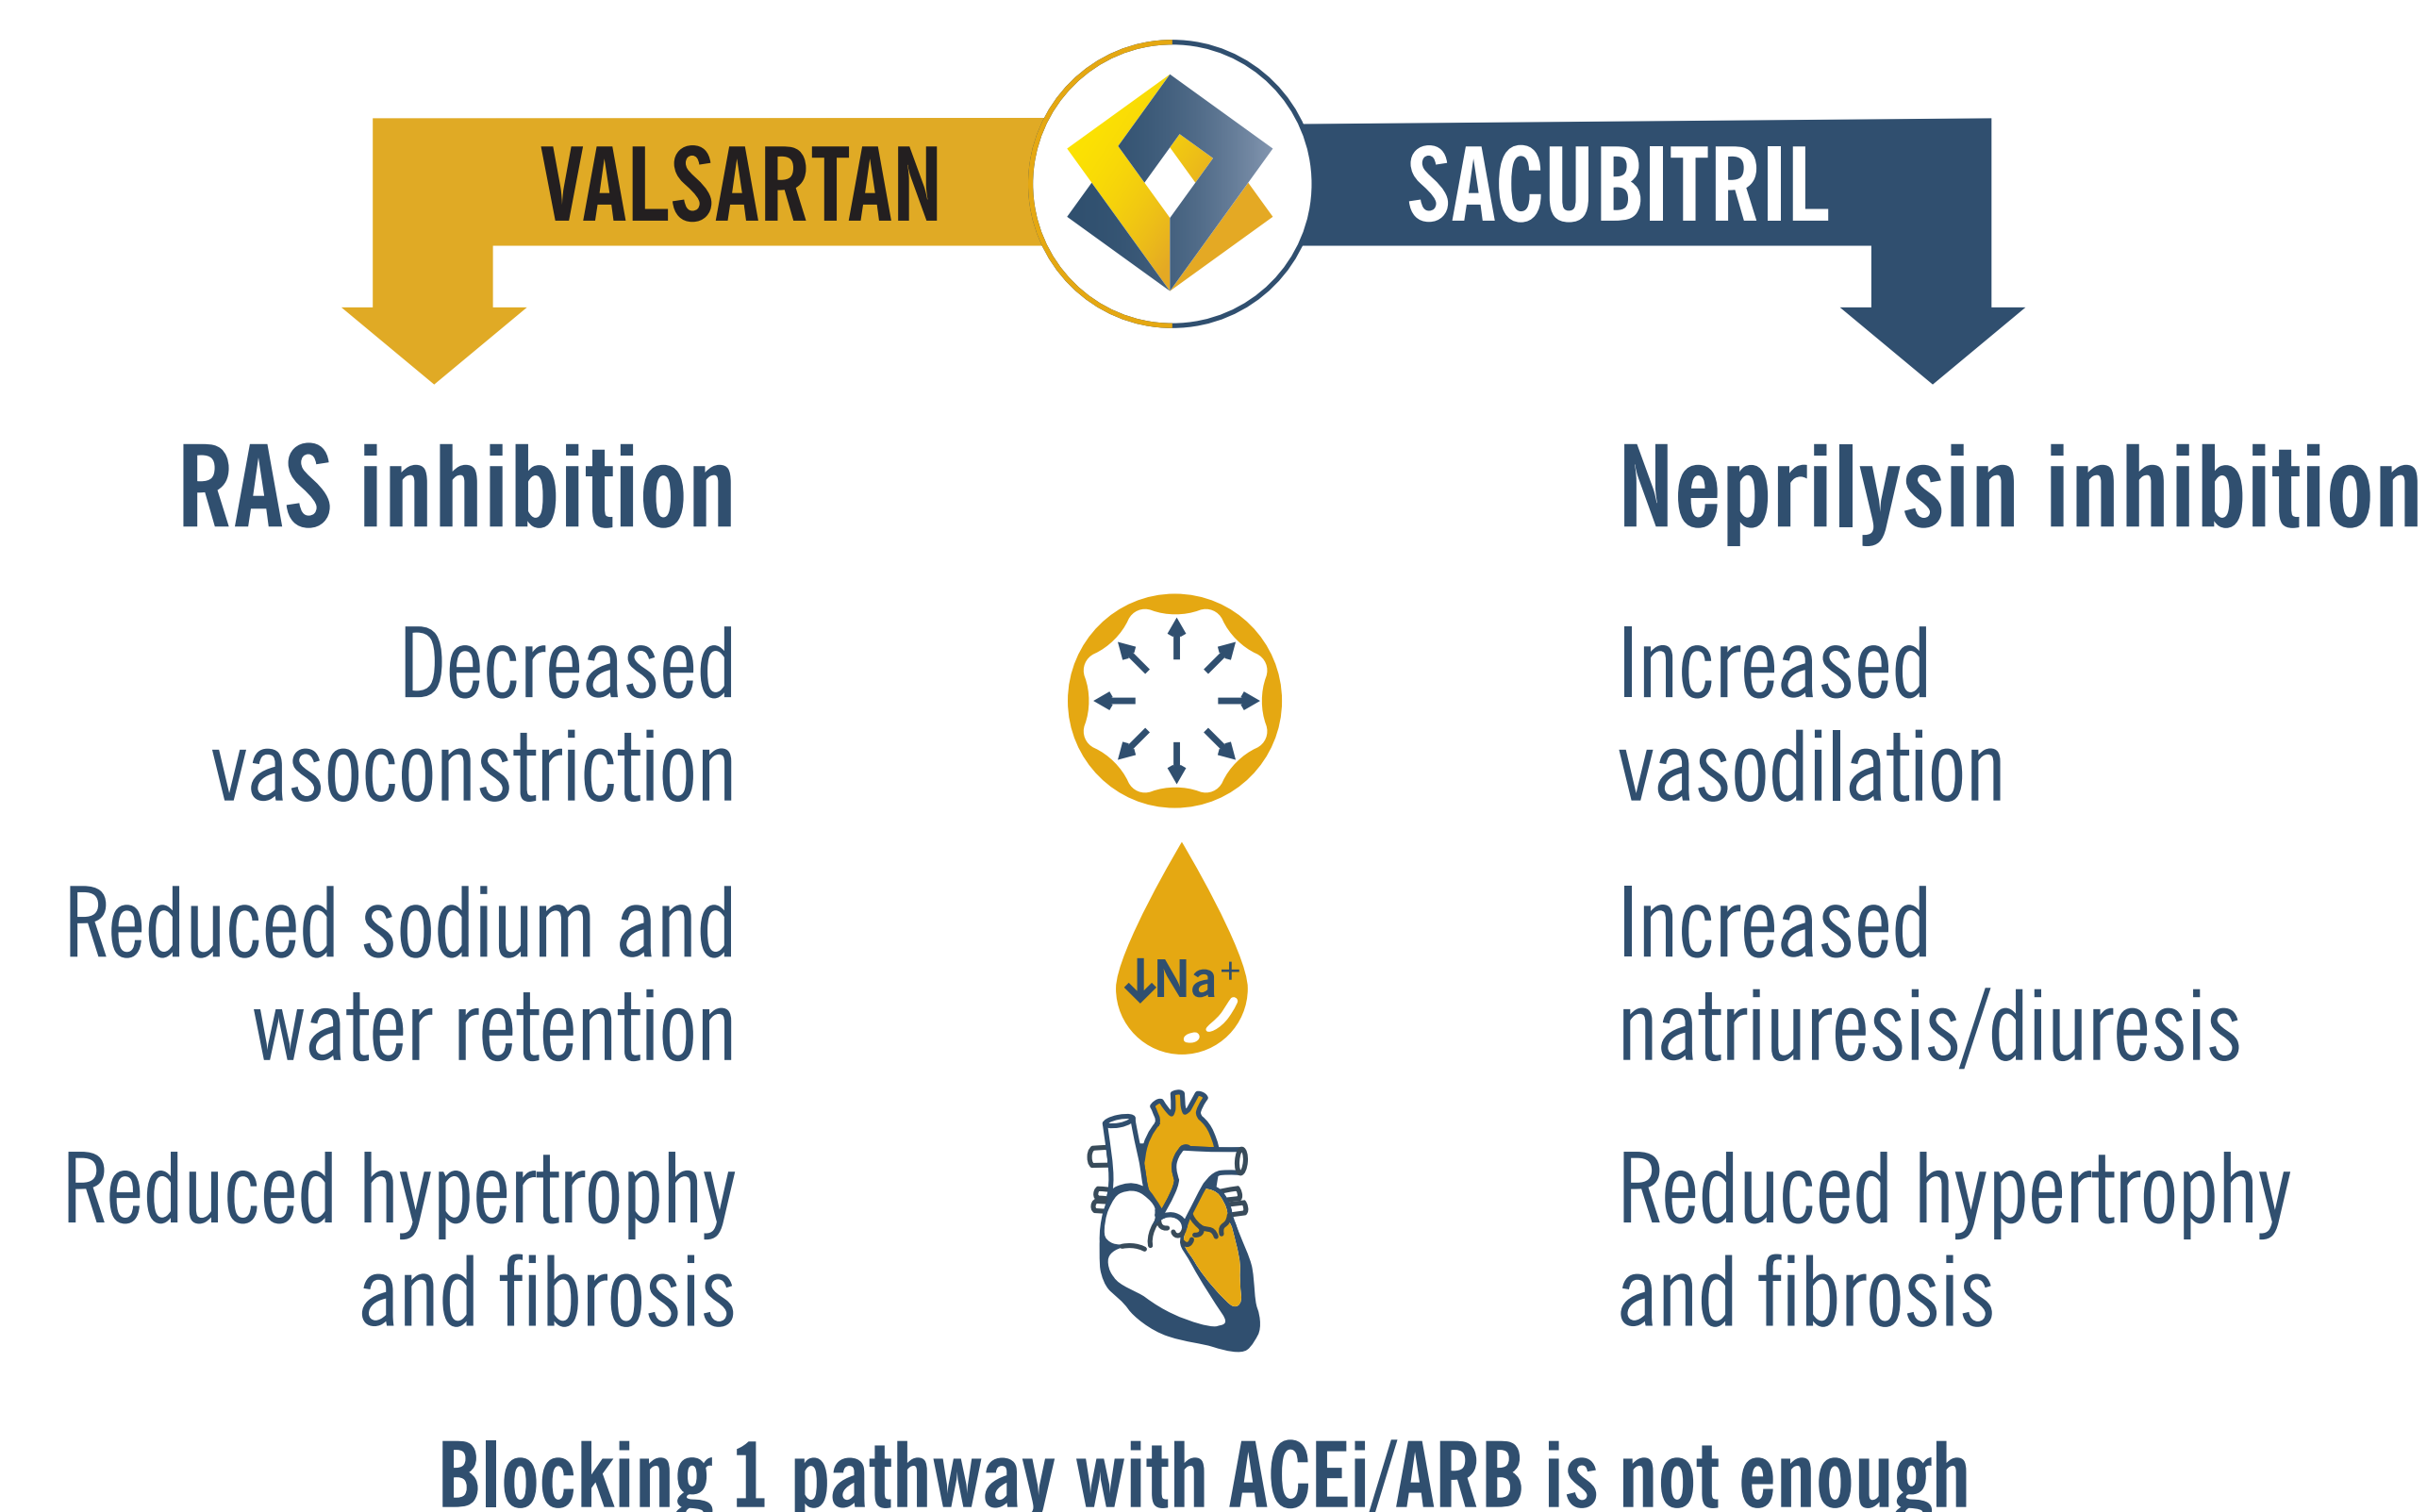 VALSARTAN
SACUBITRIL
RAS inhibition
Neprilysin inhibition
Decreased
vasoconstriction
Increased
vasodilation
Reduced sodium and
water retention
↓Na+
Increased
natriuresis/diuresis
Reduced hypertrophy
and fibrosis
Reduced hypertrophy
and fibrosis
Blocking 1 pathway with ACEi/ARB is not enough